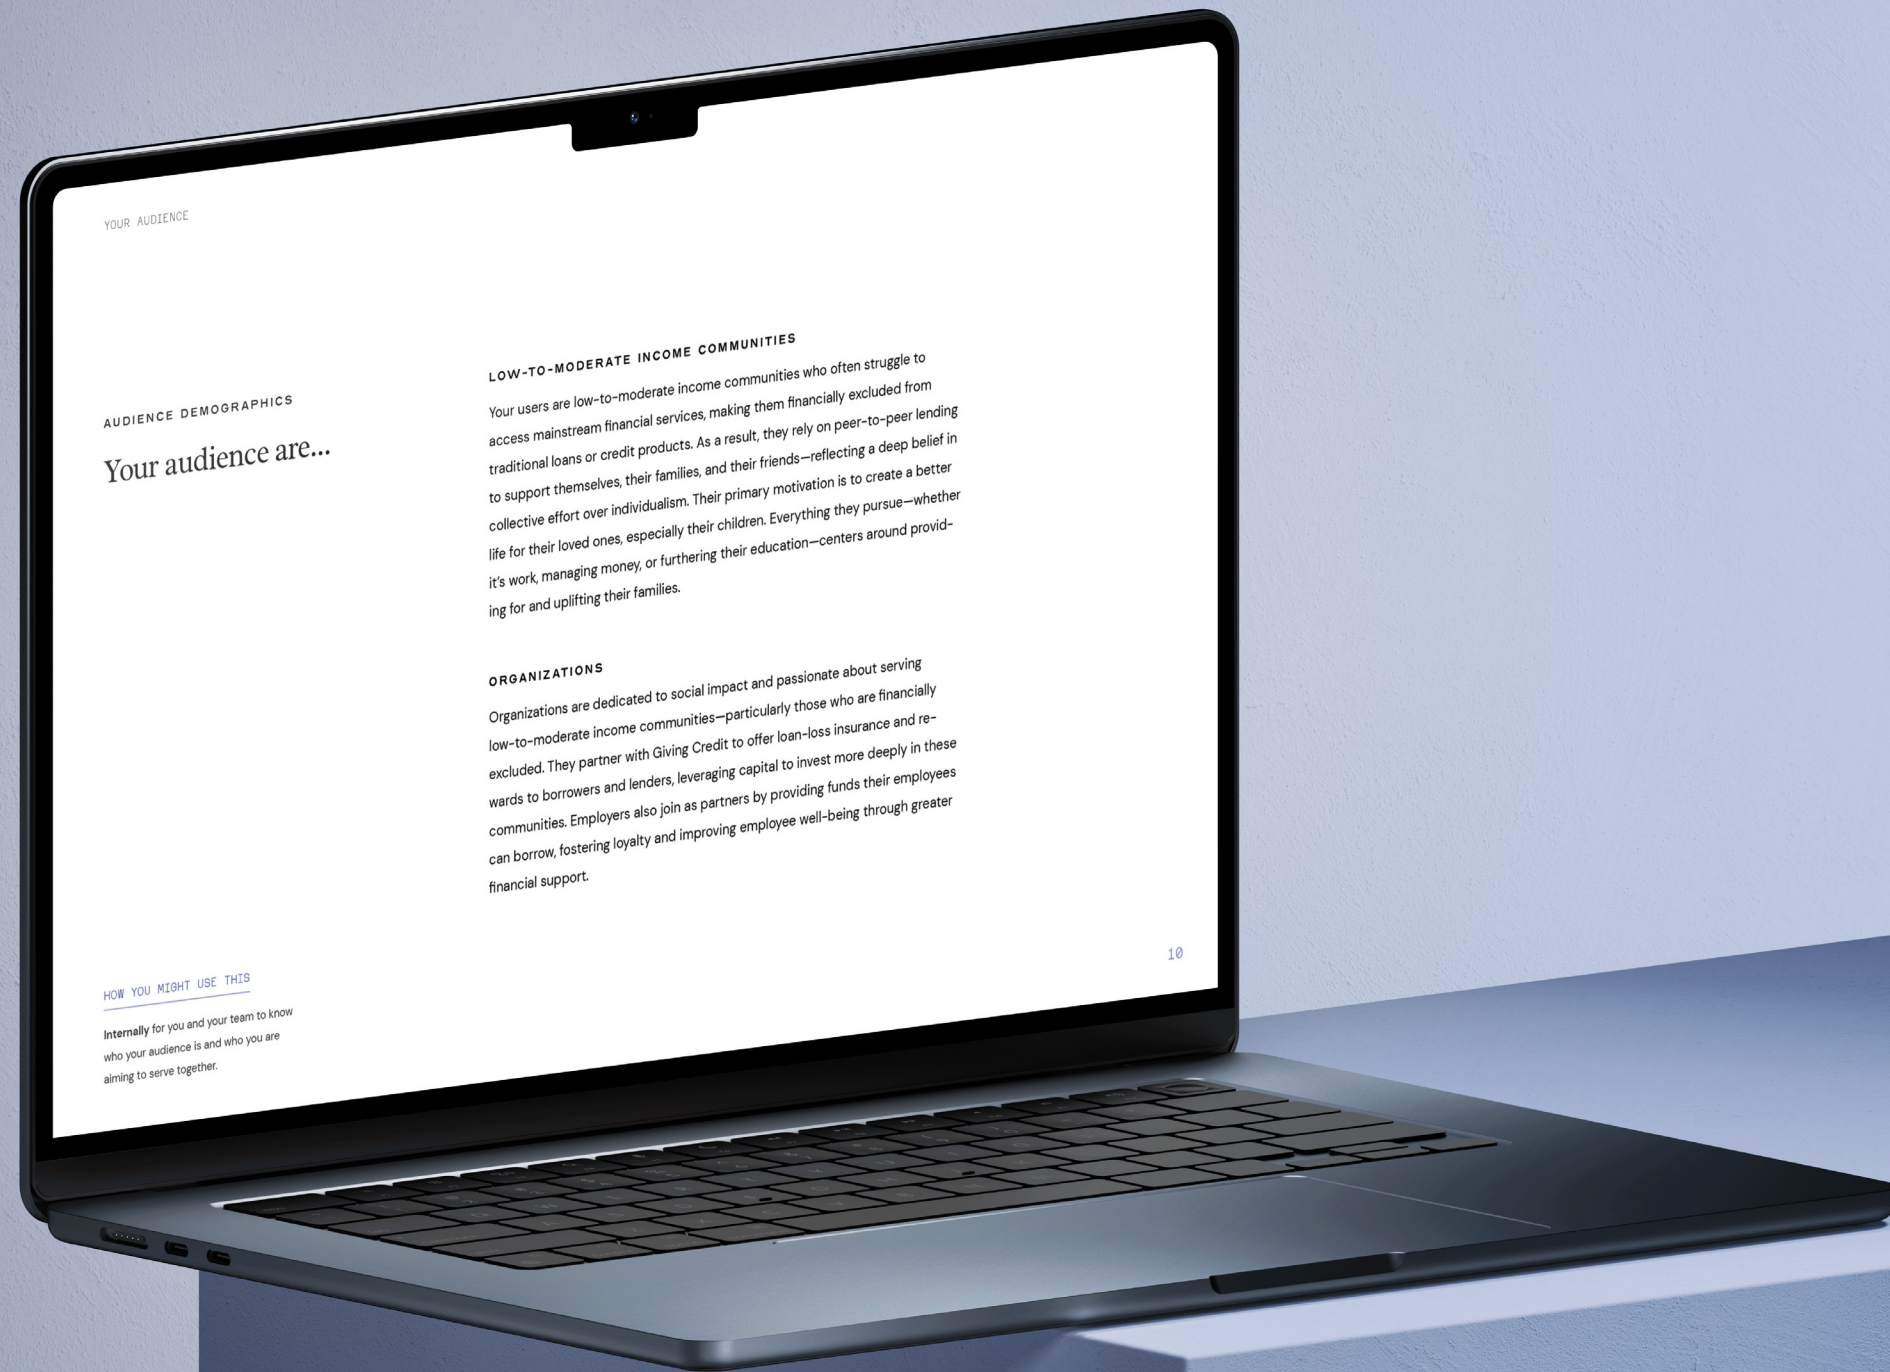 YOUR AUDIENCE
AUDIENCE DEMOGRAPHICS
Your audience are...
LOW-TO-MODERATE INCOME COMMUNITIES
Your users are low-to-moderate income communities who often struggle to
access mainstream financial services, making them financially excluded from
traditional loans or credit products. As a result, they rely on peer-to-peer lending
to support themselves, their families, and their friends—reflecting a deep belief in
collective effort over individualism. Their primary motivation is to create a better
life for their loved ones, especially their children. Everything they pursue—whether
it's work, managing money, or furthering their education—centers around provid-
ing for and uplifting their families.
ORGANIZATIONS
Organizations are dedicated to social impact and passionate about serving
low-to-moderate income communities—particularly those who are financially
excluded. They partner with Giving Credit to offer loan-loss insurance and re-
wards to borrowers and lenders, leveraging capital to invest more deeply in these
communities. Employers also join as partners by providing funds their employees
can borrow, fostering loyalty and improving employee well-being through greater
financial support.
HOW YOU MIGHT USE THIS
Internally for you and your team to know
who your audience is and who you are
aiming to serve together.
10